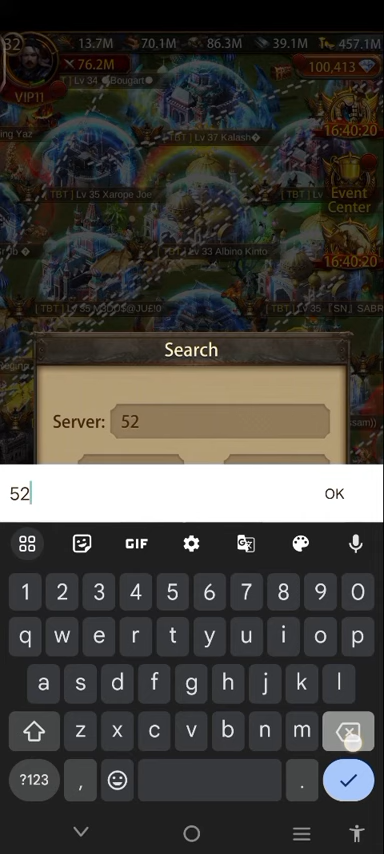 32
13.7M 70.1M 86.3M 39.1M 457.1M
76.2M
100,413
VIP11
Lv 34 ●Bougart●
ing Yaz
[TBT] Lv 37 Kalash�
16:40:20
[TBT] Lv 35 Xarope Joe
Event
Center
[TBT] Lv 33 Albino Kinto
16:40:20
Search
Server: 52
52
OK
GIF
1 2 3 4 5 6 7 8 9 0
q w e r t y u i o p
a s d f g h j k l
z x c v b n m
?123 , .